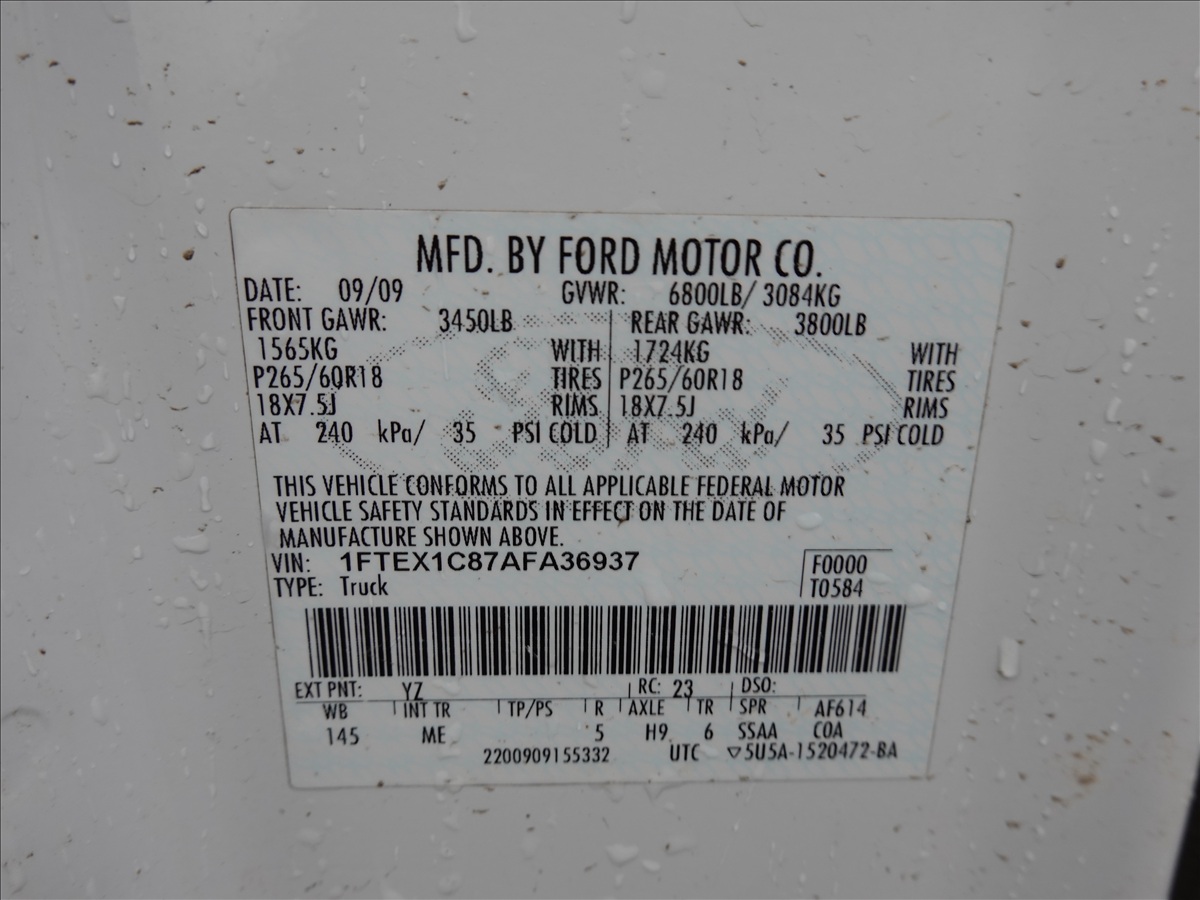 MFD. BY FORD MOTOR CO.
DATE: 09/09 GVWR: 6800LB/ 3084KG
FRONT GAWR: 3450LB REAR GAWR: 3800LB
1565KG WITH 1724KG WITH
P265/60R18 TIRES P265/60R18 TIRES
18X7.5J RIMS 18X7.5J RIMS
AT 240 kPa/ 35 PSI COLD AT 240 kPa/ 35 PSI COLD
THIS VEHICLE CONFORMS TO ALL APPLICABLE FEDERAL MOTOR
VEHICLE SAFETY STANDARDS IN EFFECT ON THE DATE OF
MANUFACTURE SHOWN ABOVE.
VIN: 1FTEX1C87AFA36937 F0000
TYPE: Truck T0584
EXT PNT: YZ RC: 23 DSO:
WB INT TR TP/PS R AXLE TR SPR AF614
145 ME 5 H9 6 SSAA COA
2200909155332 UTC ▽5U5A-1520472-BA